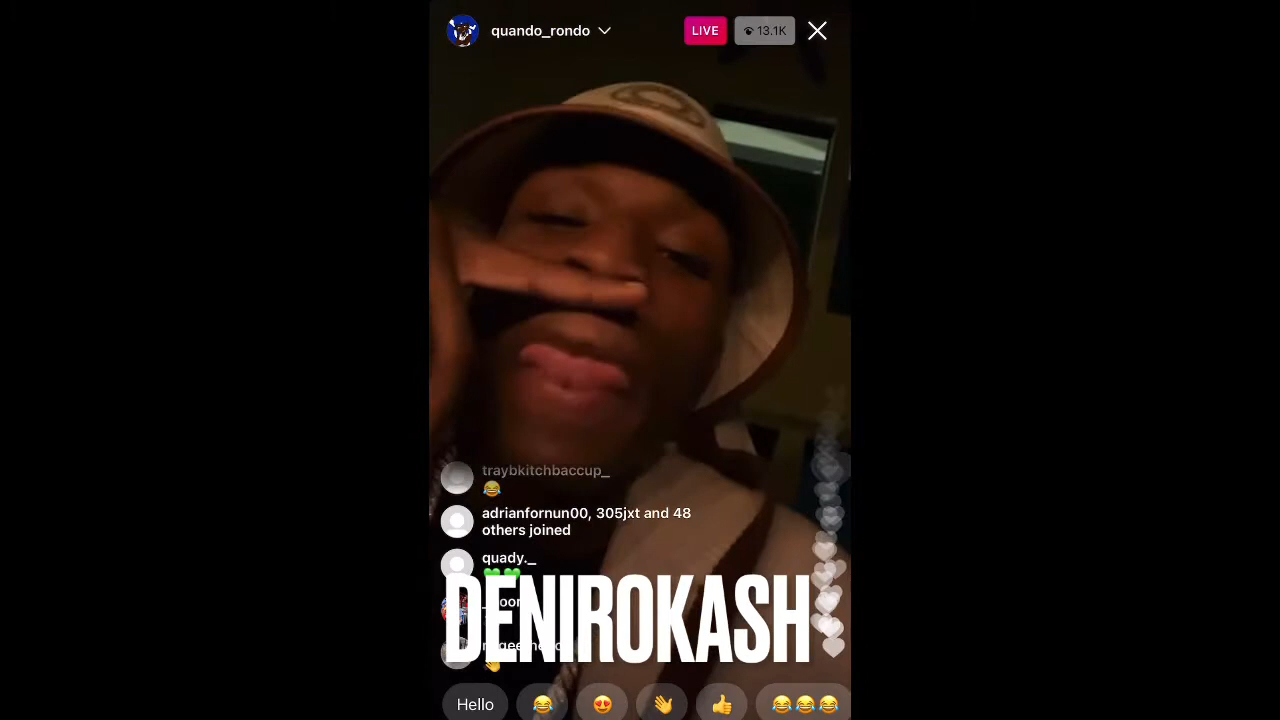 quando_rondo
LIVE
13.1K
traybkitchbaccup_
😂
adrianfornun00, 305jxt and 48
others joined
quady._
💚💚
DENIROKASH
👋
Hello
😂
😍
👋
👍
😂😂😂